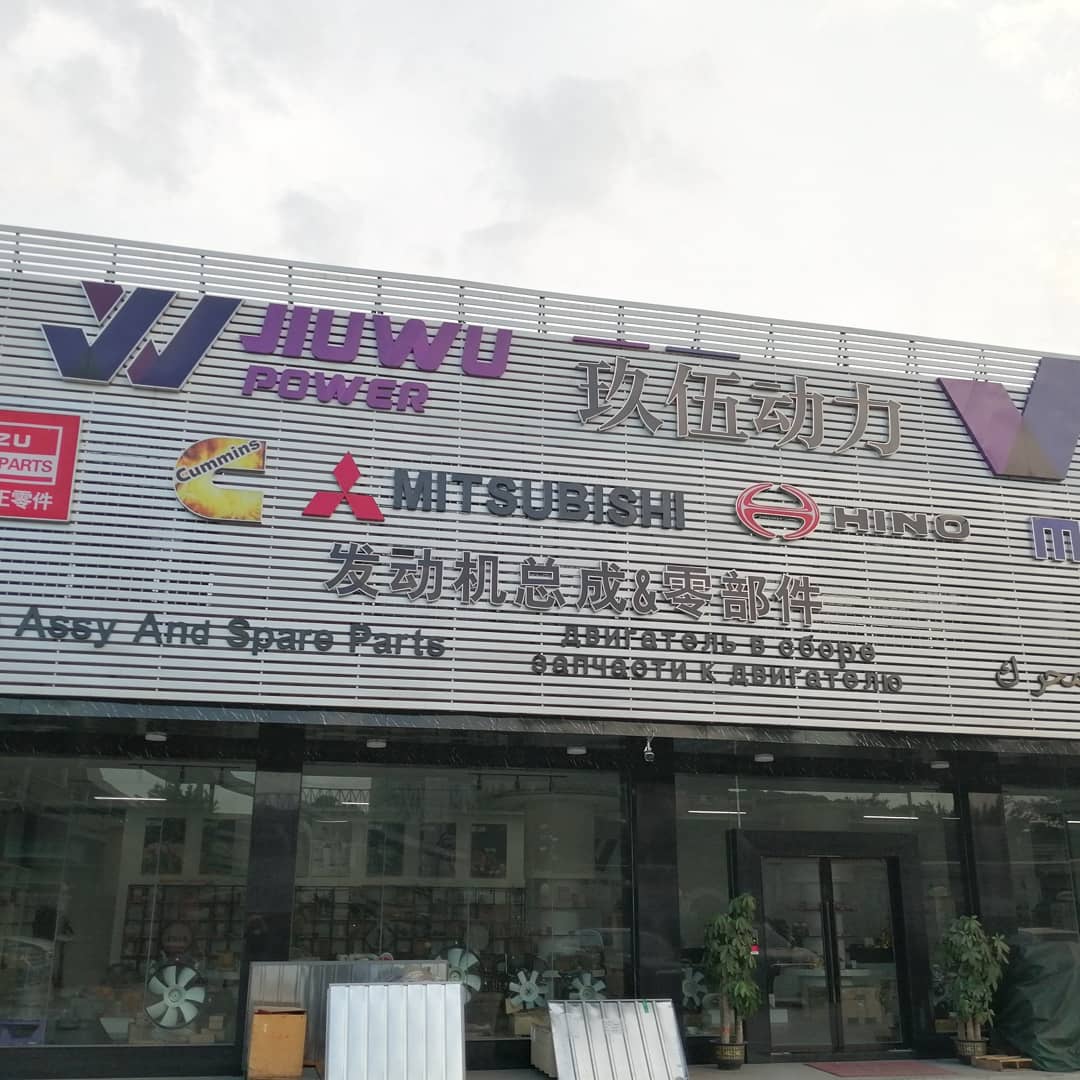 JIUWU
POWER
玖伍动力
ZU
PARTS
正零件
Cummins
MITSUBISHI
HINO
M
发动机总成&零部件
Assy And Spare Parts
двигатель в сборе
запчасти к двигателю